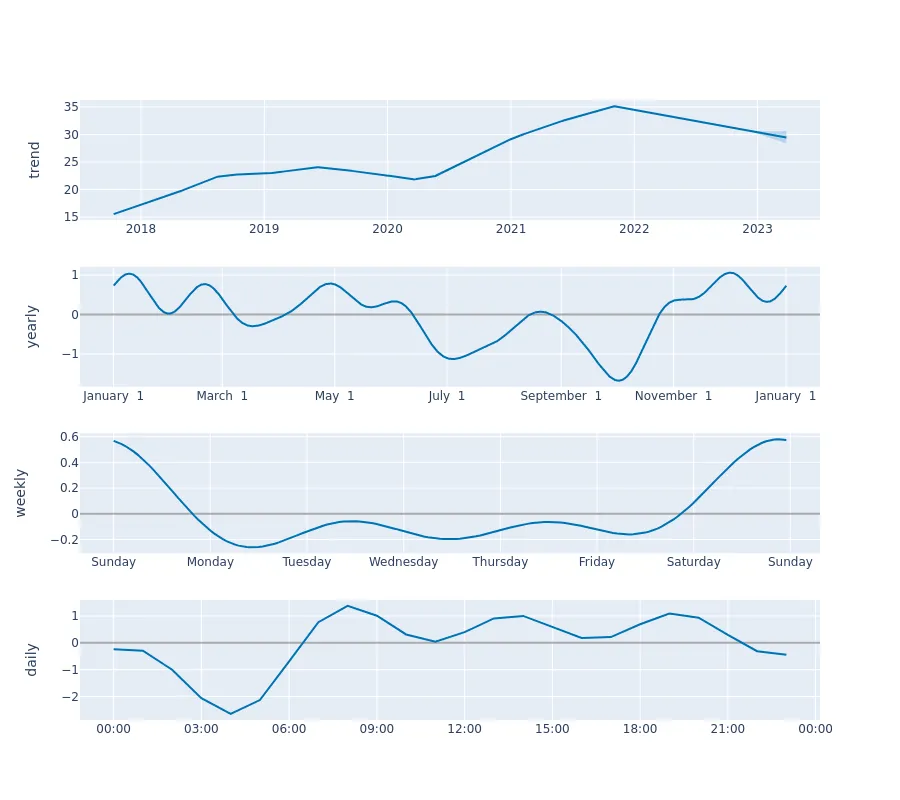 trend
35
30
25
20
15
2018 2019 2020 2021 2022 2023
yearly
1
0
−1
January 1 March 1 May 1 July 1 September 1 November 1 January 1
weekly
0.6
0.4
0.2
0
−0.2
Sunday Monday Tuesday Wednesday Thursday Friday Saturday Sunday
daily
1
0
−1
−2
00:00 03:00 06:00 09:00 12:00 15:00 18:00 21:00 00:00